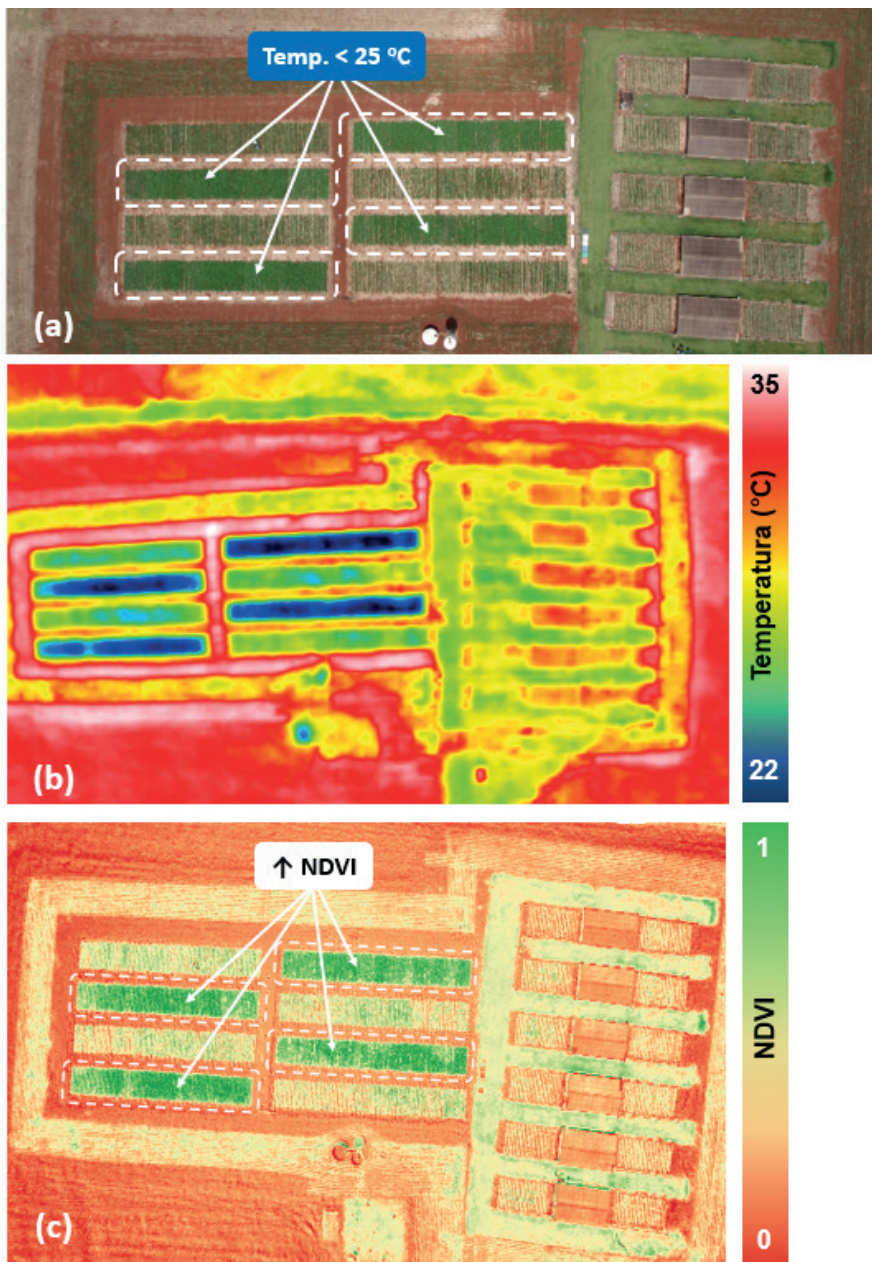 Temp. < 25 ºC
(a)
35
Temperatura (°C)
22
(b)
↑ NDVI
1
NDVI
0
(c)